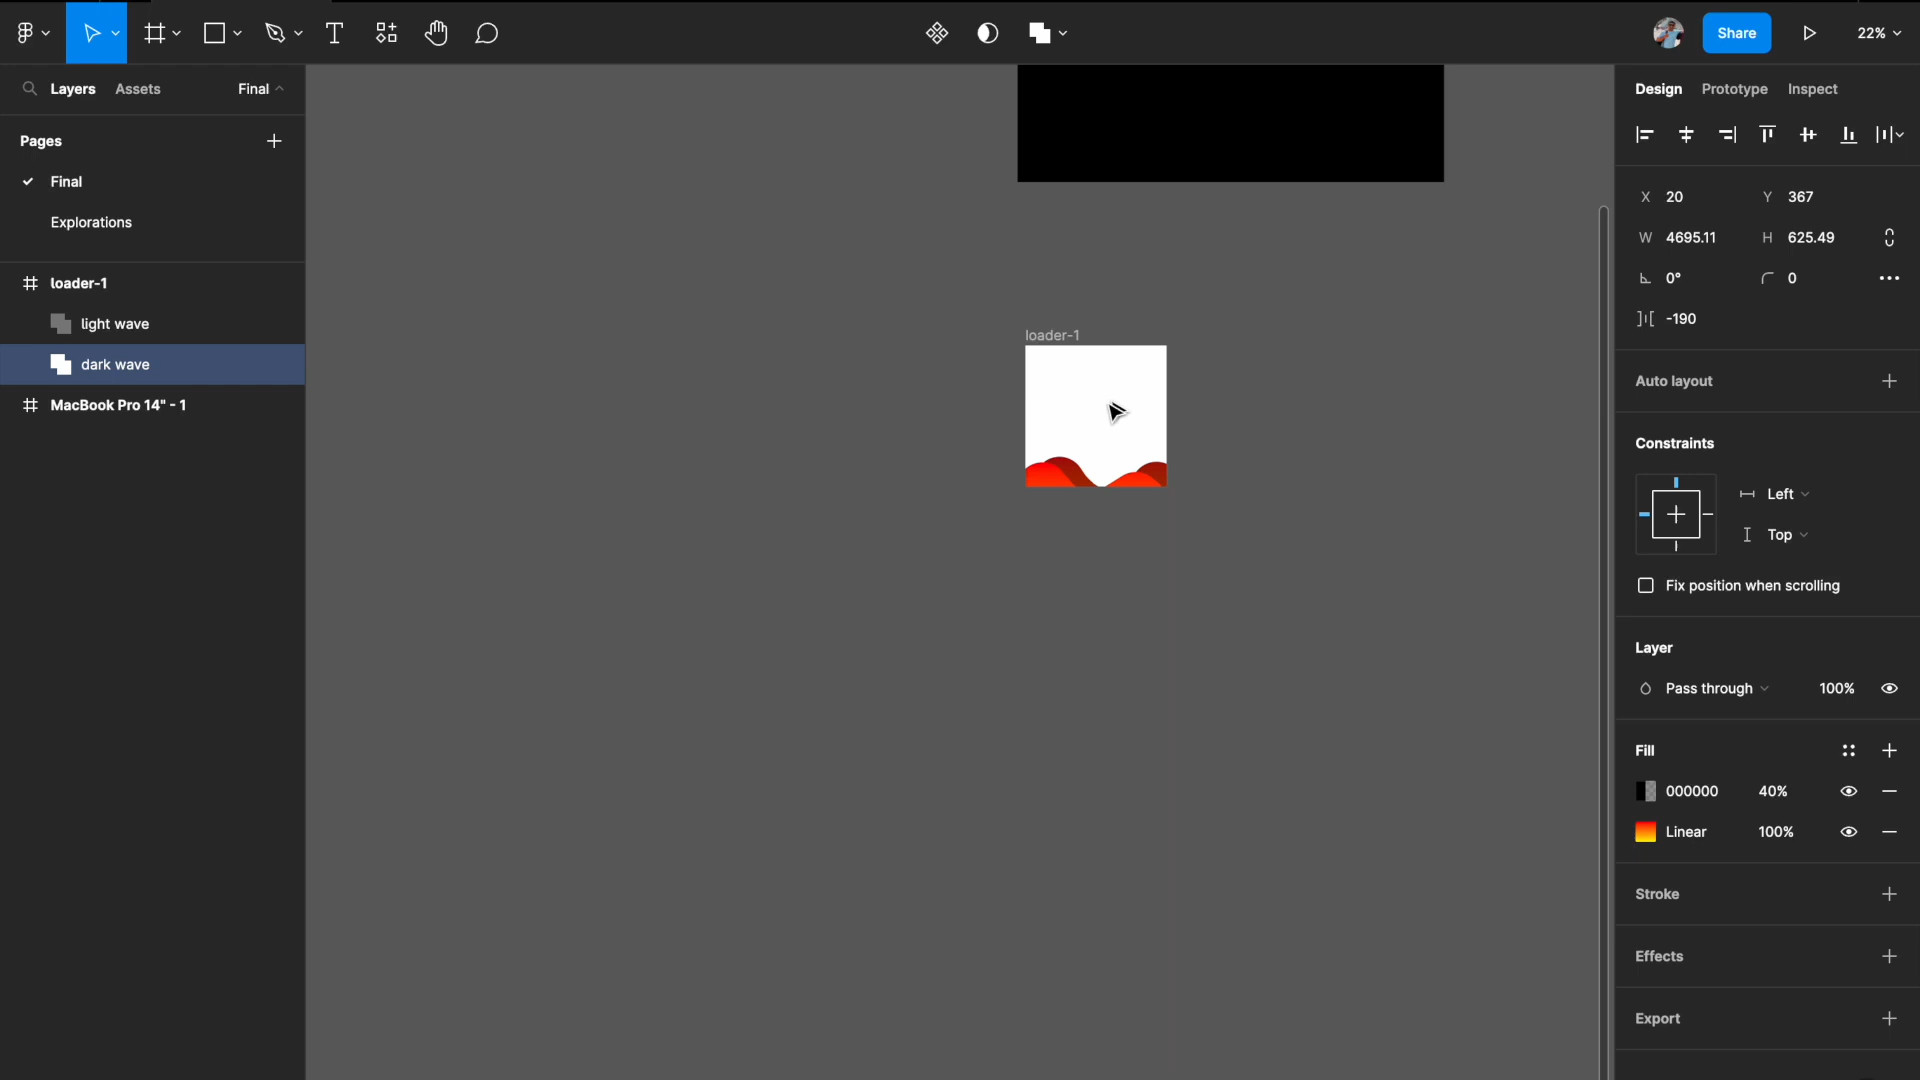 Share
22%
Layers Assets Final
Pages
Final
Explorations
loader-1
light wave
dark wave
MacBook Pro 14" - 1
loader-1
Design Prototype Inspect
X 20 Y 367
W 4695.11 H 625.49
0° 0
-190
Auto layout
Constraints
Left
Top
Fix position when scrolling
Layer
Pass through 100%
Fill
000000 40%
Linear 100%
Stroke
Effects
Export